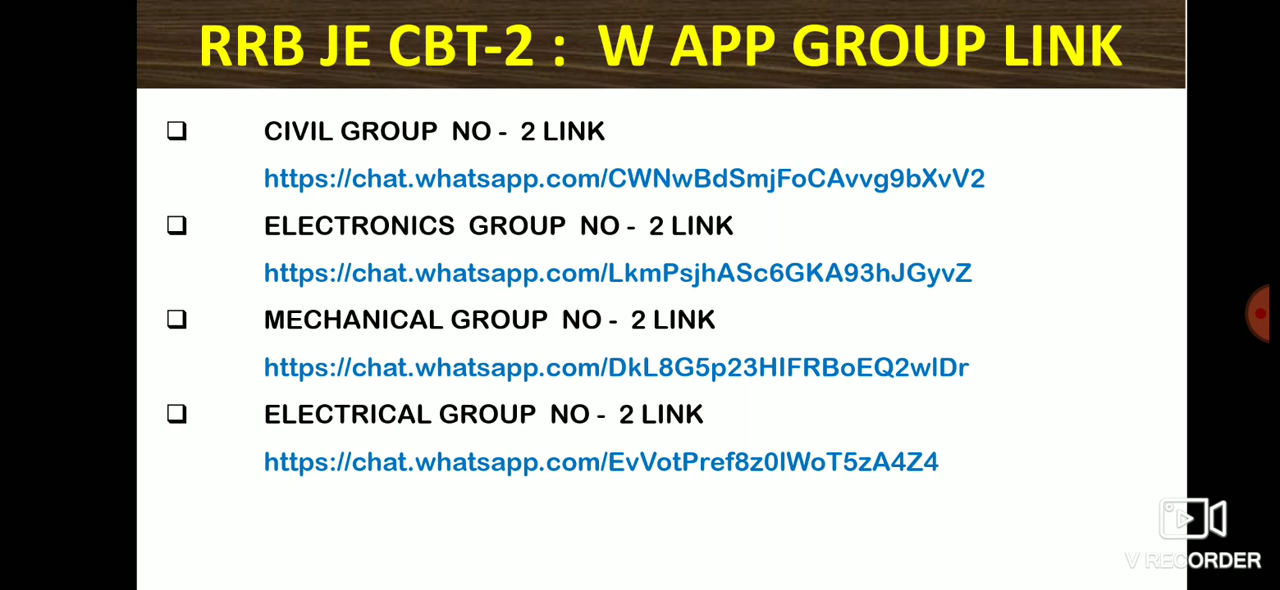 RRB JE CBT-2 : W APP GROUP LINK
❑ CIVIL GROUP NO - 2 LINK
https://chat.whatsapp.com/CWNwBdSmjFoCAvvg9bXvV2
❑ ELECTRONICS GROUP NO - 2 LINK
https://chat.whatsapp.com/LkmPsjhASc6GKA93hJGyvZ
❑ MECHANICAL GROUP NO - 2 LINK
https://chat.whatsapp.com/DkL8G5p23HIFRBoEQ2wlDr
❑ ELECTRICAL GROUP NO - 2 LINK
https://chat.whatsapp.com/EvVotPref8z0lWoT5zA4Z4
V RECORDER